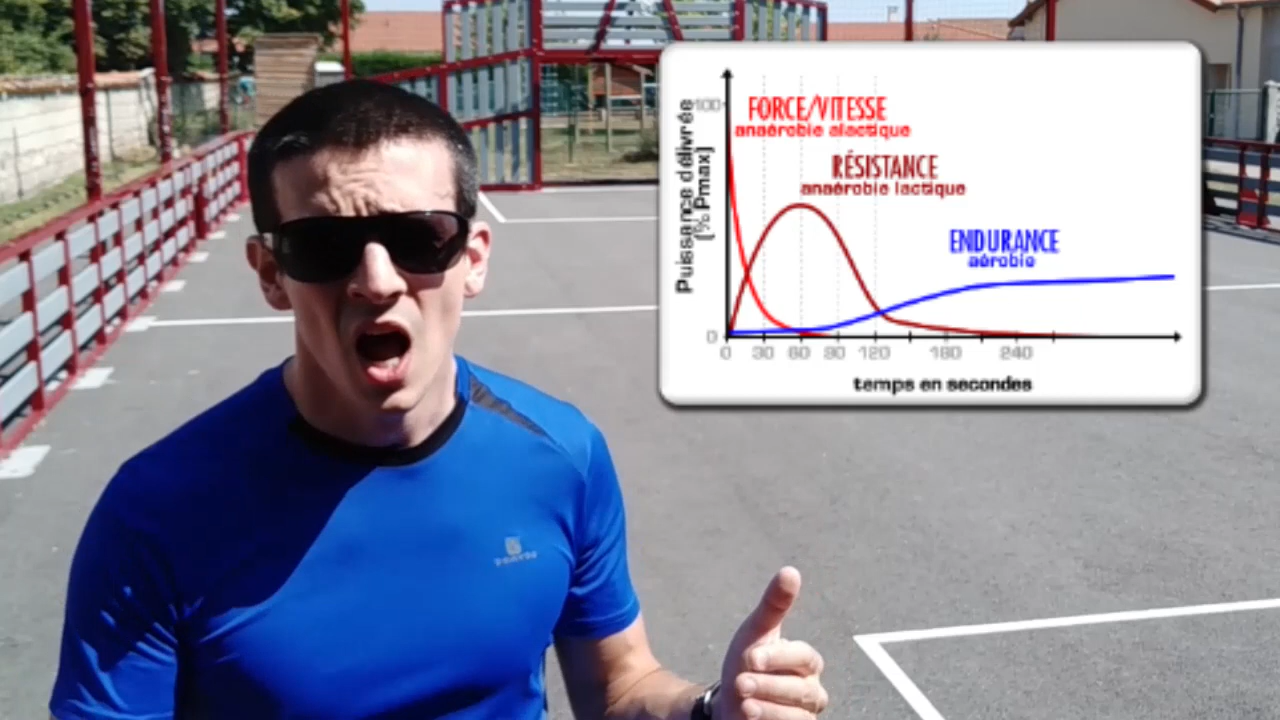 FORCE/VITESSE
anaérobie alactique
RÉSISTANCE
anaérobie lactique
ENDURANCE
aérobie
Puissance délivrée
(% Pmax)
100
0
0 30 60 90 120 180 240
temps en secondes